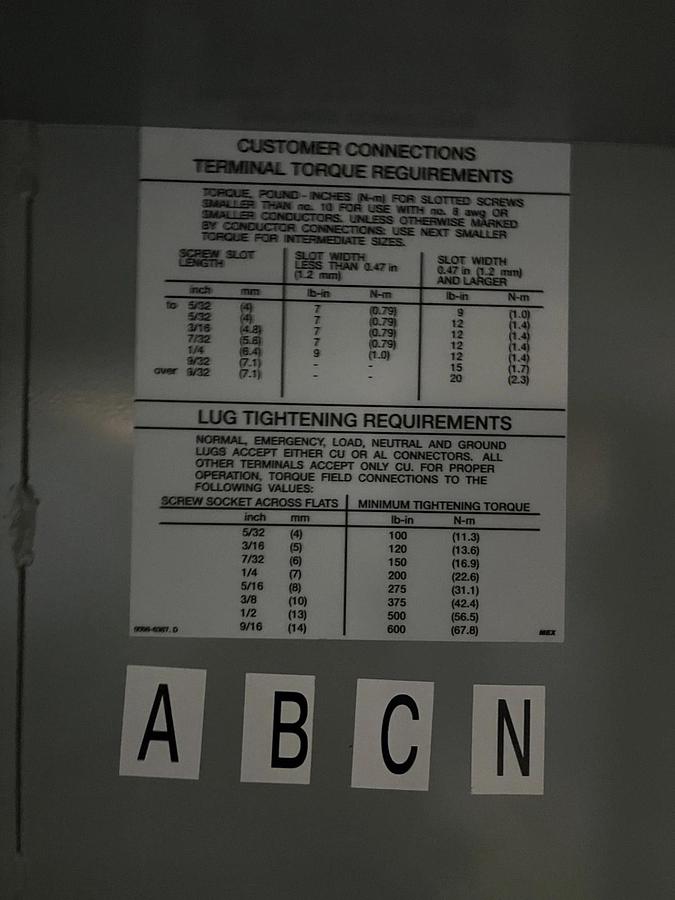 CUSTOMER CONNECTIONS
TERMINAL TORQUE REQUIREMENTS
TORQUE, POUND-INCHES (N-m) FOR SLOTTED SCREWS
SMALLER THAN no. 10 FOR USE WITH no. 8 awg OR
SMALLER CONDUCTORS. UNLESS OTHERWISE MARKED
BY CONDUCTOR CONNECTIONS: USE NEXT SMALLER
TORQUE FOR INTERMEDIATE SIZES.
SCREW SLOT LENGTH
SLOT WIDTH LESS THAN 0.47 in (1.2 mm)
SLOT WIDTH 0.47 in (1.2 mm) AND LARGER
inch mm lb-in N-m lb-in N-m
to 5/32 (4) 7 (0.79) 9 (1.0)
5/32 (4) 7 (0.79) 12 (1.4)
3/16 (4.8) 7 (0.79) 12 (1.4)
7/32 (5.6) 7 (0.79) 12 (1.4)
1/4 (6.4) 9 (1.0) 12 (1.4)
9/32 (7.1) - - 15 (1.7)
over 9/32 (7.1) - - 20 (2.3)
LUG TIGHTENING REQUIREMENTS
NORMAL, EMERGENCY, LOAD, NEUTRAL AND GROUND
LUGS ACCEPT EITHER CU OR AL CONNECTORS. ALL
OTHER TERMINALS ACCEPT ONLY CU. FOR PROPER
OPERATION, TORQUE FIELD CONNECTIONS TO THE
FOLLOWING VALUES:
SCREW SOCKET ACROSS FLATS MINIMUM TIGHTENING TORQUE
inch mm lb-in N-m
5/32 (4) 100 (11.3)
3/16 (5) 120 (13.6)
7/32 (6) 150 (16.9)
1/4 (7) 200 (22.6)
5/16 (8) 275 (31.1)
3/8 (10) 375 (42.4)
1/2 (13) 500 (56.5)
9/16 (14) 600 (67.8)
MEX
A B C N